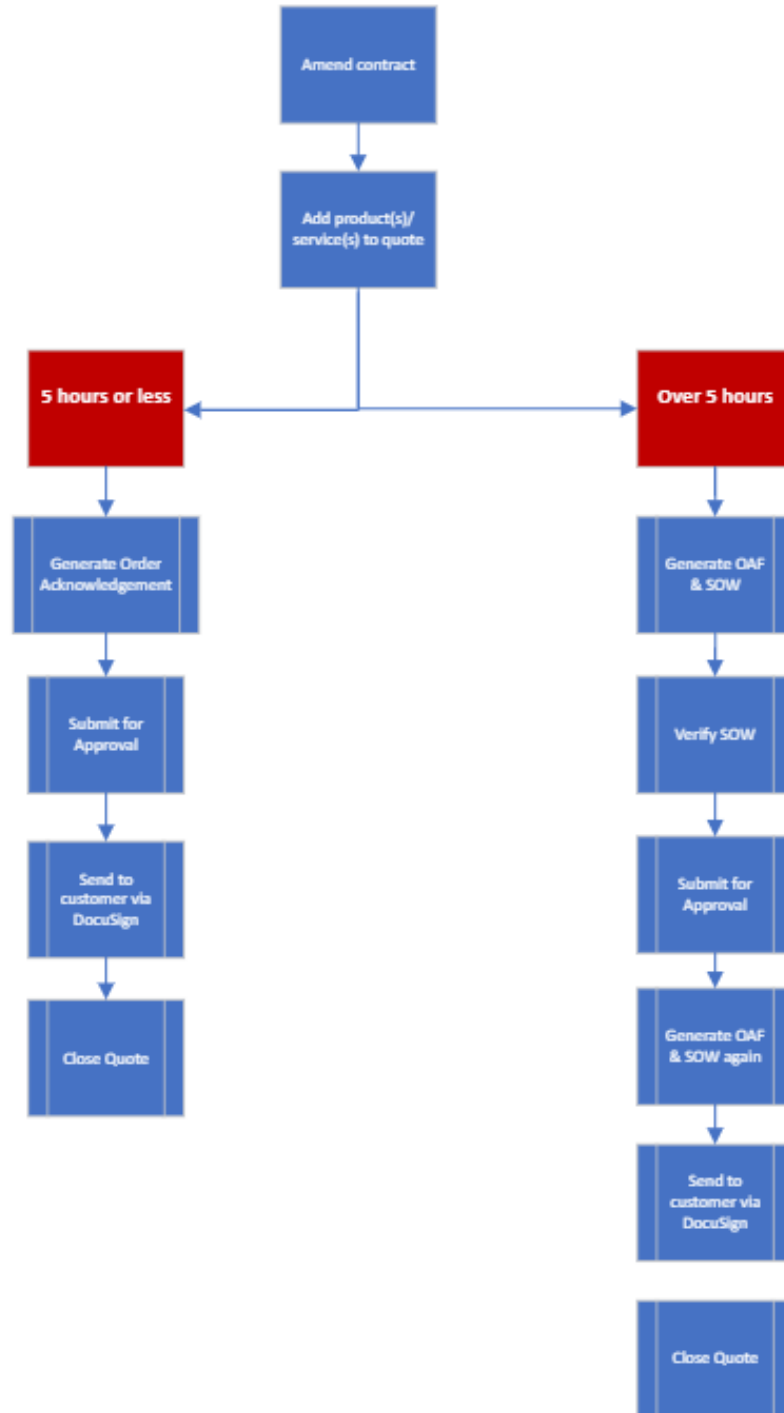 Amend contract
Add product(s)/
service(s) to quote
5 hours or less
Over 5 hours
Generate Order
Acknowledgement
Submit for
Approval
Send to
customer via
DocuSign
Close Quote
Generate OAF
& SOW
Verify SOW
Submit for
Approval
Generate OAF
& SOW again
Send to
customer via
DocuSign
Close Quote